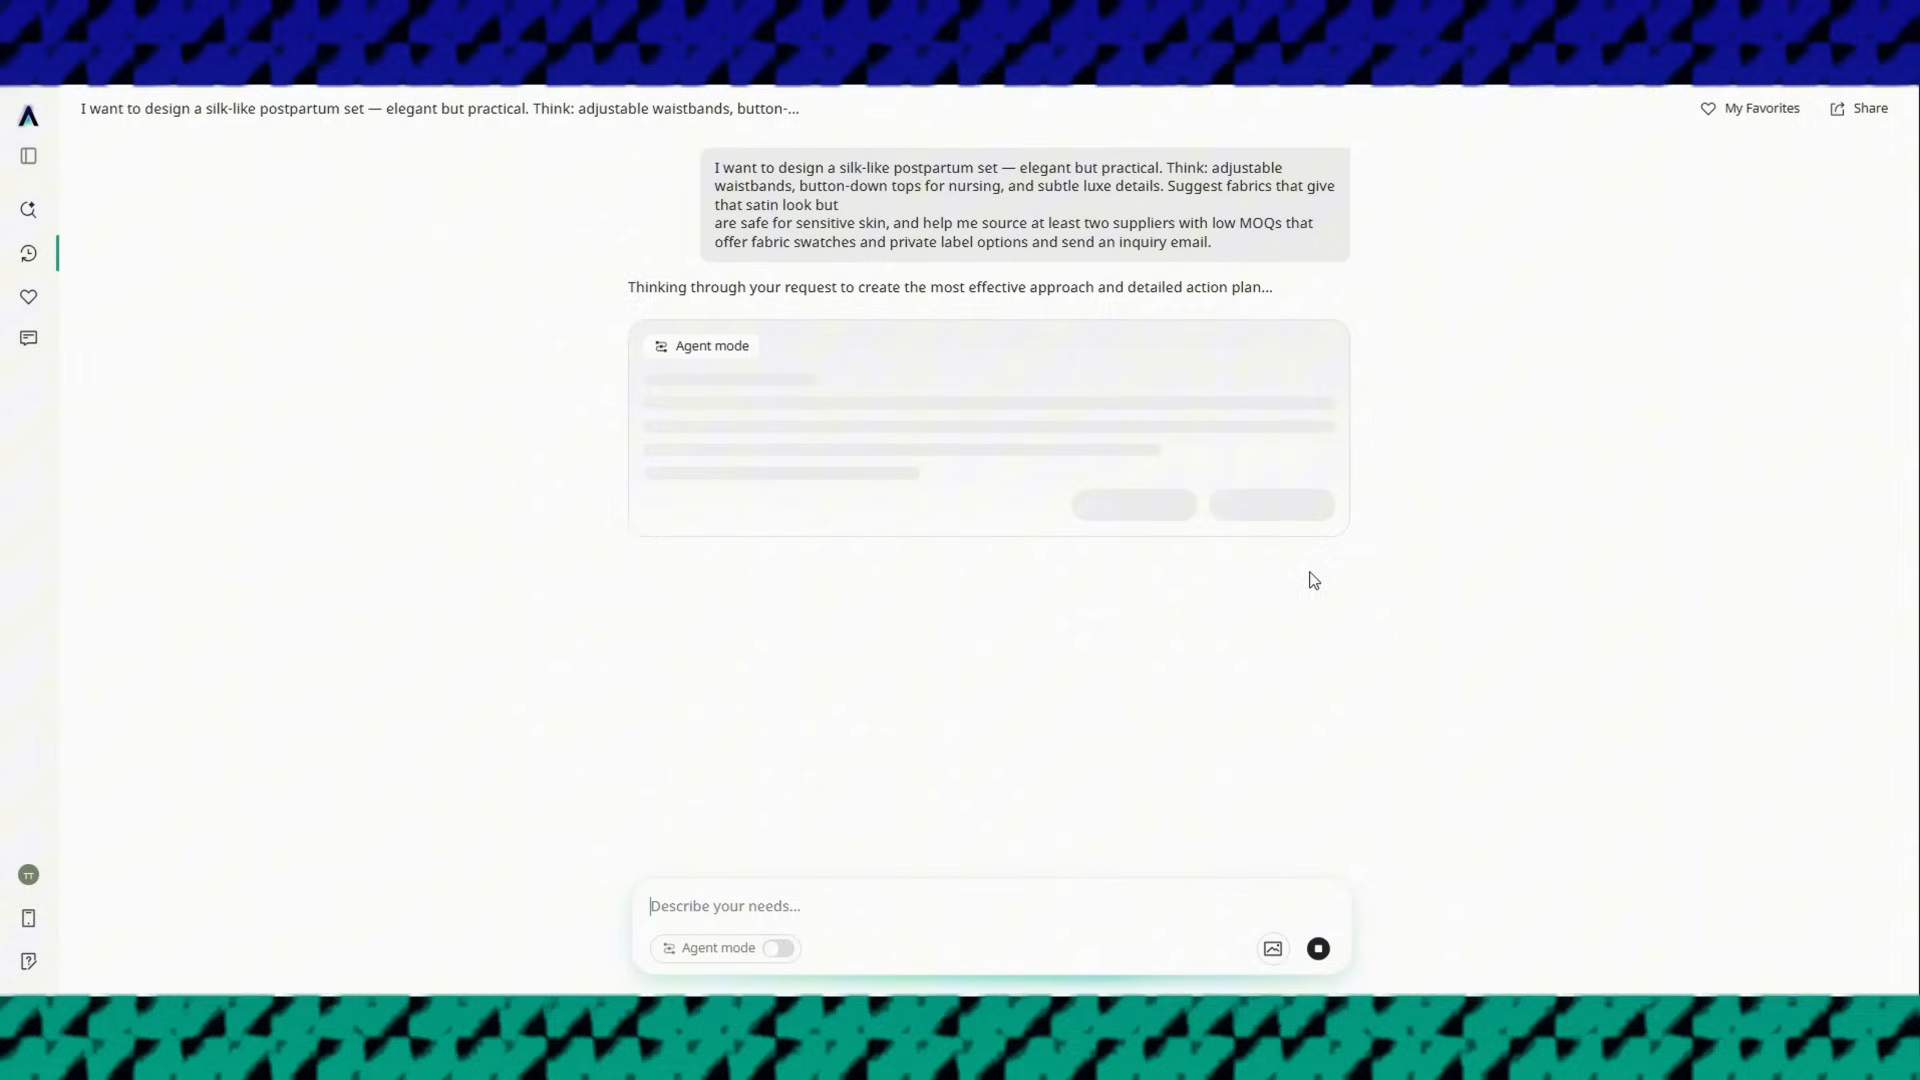 I want to design a silk-like postpartum set — elegant but practical. Think: adjustable waistbands, button-...
My Favorites
Share
I want to design a silk-like postpartum set — elegant but practical. Think: adjustable
waistbands, button-down tops for nursing, and subtle luxe details. Suggest fabrics that give
that satin look but
are safe for sensitive skin, and help me source at least two suppliers with low MOQs that
offer fabric swatches and private label options and send an inquiry email.
Thinking through your request to create the most effective approach and detailed action plan...
Agent mode
TT
Describe your needs...
Agent mode